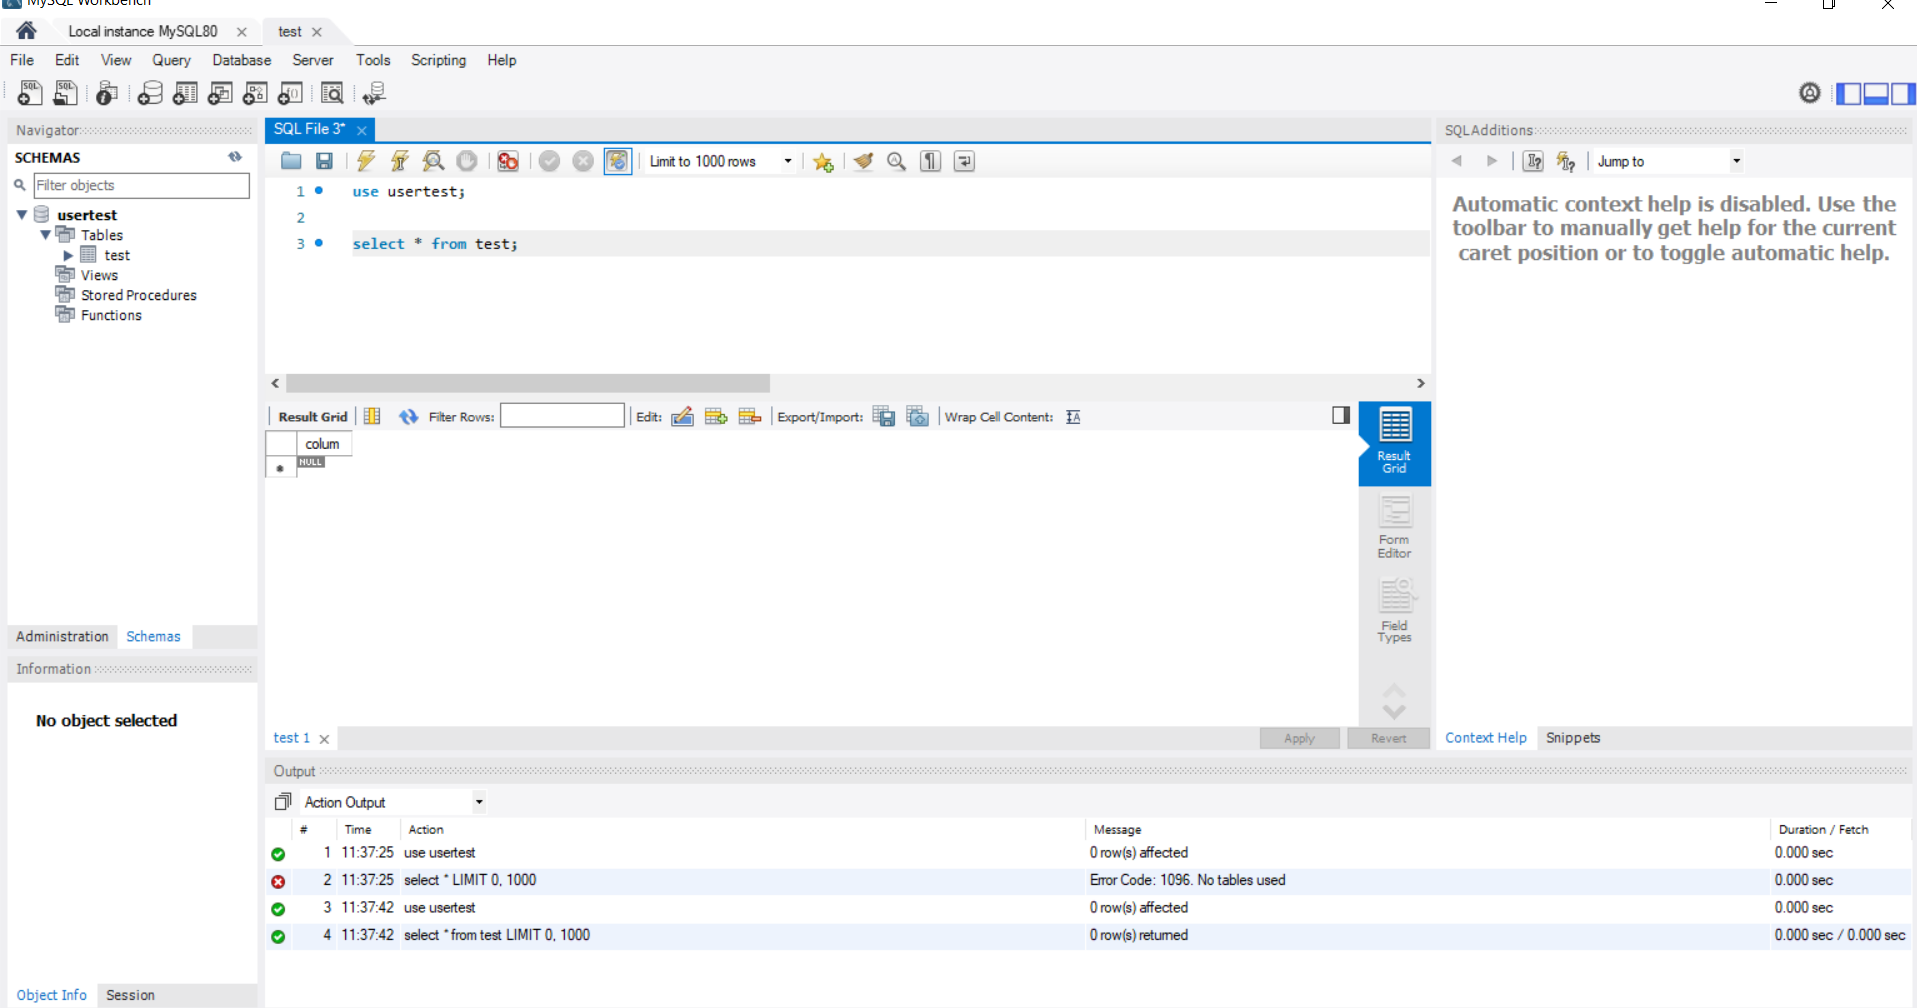 MySQL Workbench
Local instance MySQL80
test
File Edit View Query Database Server Tools Scripting Help
Navigator
SCHEMAS
Filter objects
usertest
Tables
test
Views
Stored Procedures
Functions
Administration Schemas
Information
No object selected
Object Info Session
SQL File 3*
Limit to 1000 rows
1 use usertest;
2
3 select * from test;
Result Grid Filter Rows: Edit: Export/Import: Wrap Cell Content:
colum
NULL
Result
Grid
Form
Editor
Field
Types
test 1
Apply Revert
SQLAdditions
Jump to
Automatic context help is disabled. Use the
toolbar to manually get help for the current
caret position or to toggle automatic help.
Context Help Snippets
Output
Action Output
# Time Action Message Duration / Fetch
1 11:37:25 use usertest 0 row(s) affected 0.000 sec
2 11:37:25 select * LIMIT 0, 1000 Error Code: 1096. No tables used 0.000 sec
3 11:37:42 use usertest 0 row(s) affected 0.000 sec
4 11:37:42 select * from test LIMIT 0, 1000 0 row(s) returned 0.000 sec / 0.000 sec